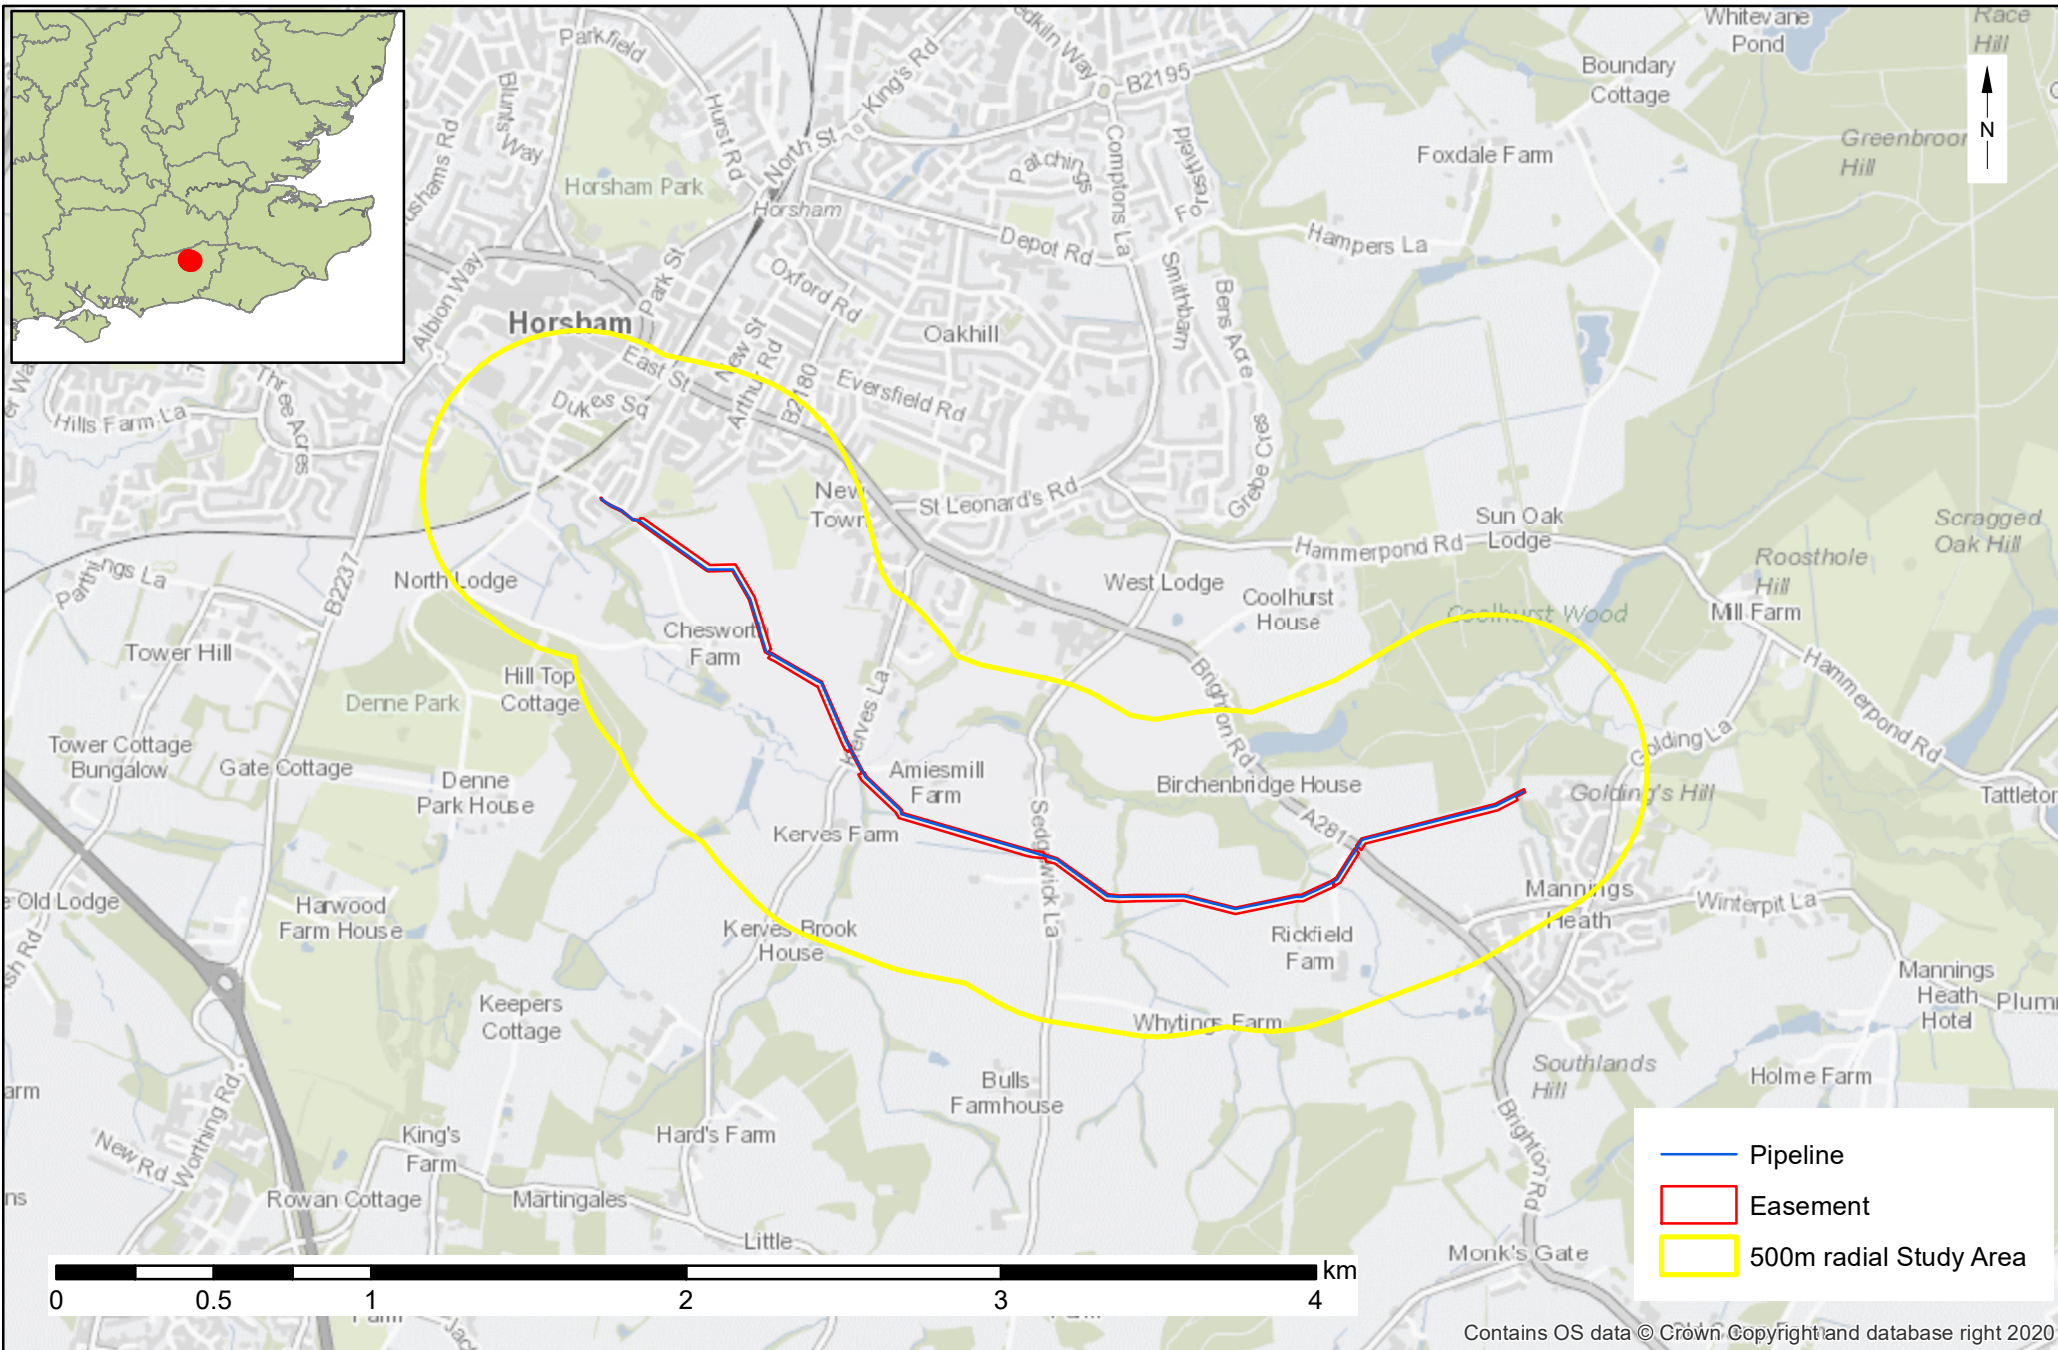 Whitevane
Pond
Race
Hill
Parkfield
King's Rd
B2195
Boundary
Cottage
N
Blunts Way
Hurst Rd
North St
Comptons La
Patchings
Forestfield
Foxdale Farm
Hill
Horsham Park
Horsham
Depot Rd
Hampers La
Albion Way
Park St
Oxford Rd
Smithbarn
Bens Acre
Horsham
Oakhill
East St
New St
Arthur Rd
B2180
Eversfield Rd
Dukes Sq
Hills Farm La
Three Acres
Grebe Cres
New
Town
St Leonard's Rd
Sun Oak
Lodge
Hammerpond Rd
Scragged
Oak Hill
Roosthole
Hill
Parthings La
B2237
North Lodge
West Lodge
Coolhurst
House
Coolhurst Wood
Mill Farm
Tower Hill
Chesworth
Farm
Hill Top
Cottage
Denne Park
Kerves La
Brighton Rd
Hammerpond Rd
Golding La
Tower Cottage
Bungalow
Gate Cottage
Denne
Park House
Amiesmill
Farm
Birchenbridge House
Golding's Hill
Kerves Farm
Sedgwick La
A281
Old Lodge
Harwood
Farm House
Mannings
Heath
Winterpit La
Kerves Brook
House
Rickfield
Farm
Mannings
Heath
Hotel
Keepers
Cottage
Whytings Farm
Southlands
Hill
Holme Farm
Bulls
Farmhouse
Worthing Rd
New Rd
King's
Farm
Hard's Farm
Brighton Rd
Rowan Cottage
Martingales
Little
Monk's Gate
Pipeline
Easement
500m radial Study Area
km
0 0.5 1 2 3 4
Contains OS data © Crown Copyright and database right 2020